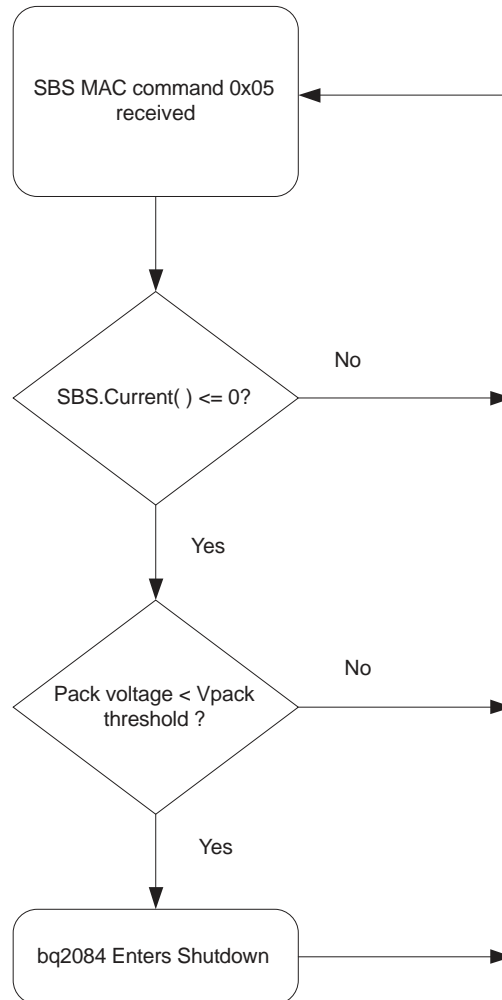 SBS MAC command 0x05
received
SBS.Current( ) <= 0?
No
Yes
Pack voltage < Vpack
threshold ?
No
Yes
bq2084 Enters Shutdown